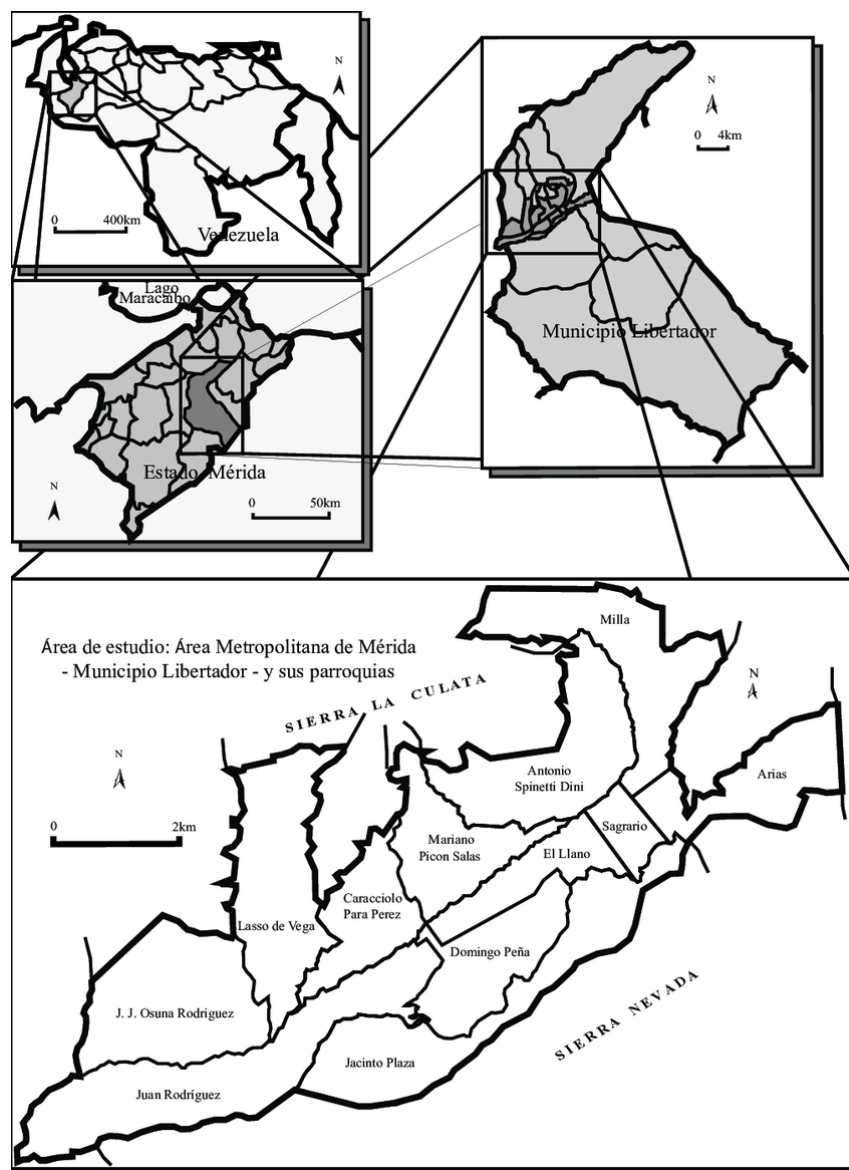 N
0 400km
Venezuela
N
0 4km
Municipio Libertador
Lago
Maracaibo
Estado Mérida
N
0 50km
Área de estudio: Área Metropolitana de Mérida
- Municipio Libertador - y sus parroquias
SIERRA LA CULATA
N
0 2km
Milla
N
Arias
Antonio
Spinetti Dini
Sagrario
El Llano
Mariano
Picon Salas
Caracciolo
Para Perez
Lasso de Vega
Domingo Peña
SIERRA NEVADA
J. J. Osuna Rodriguez
Jacinto Plaza
Juan Rodríguez